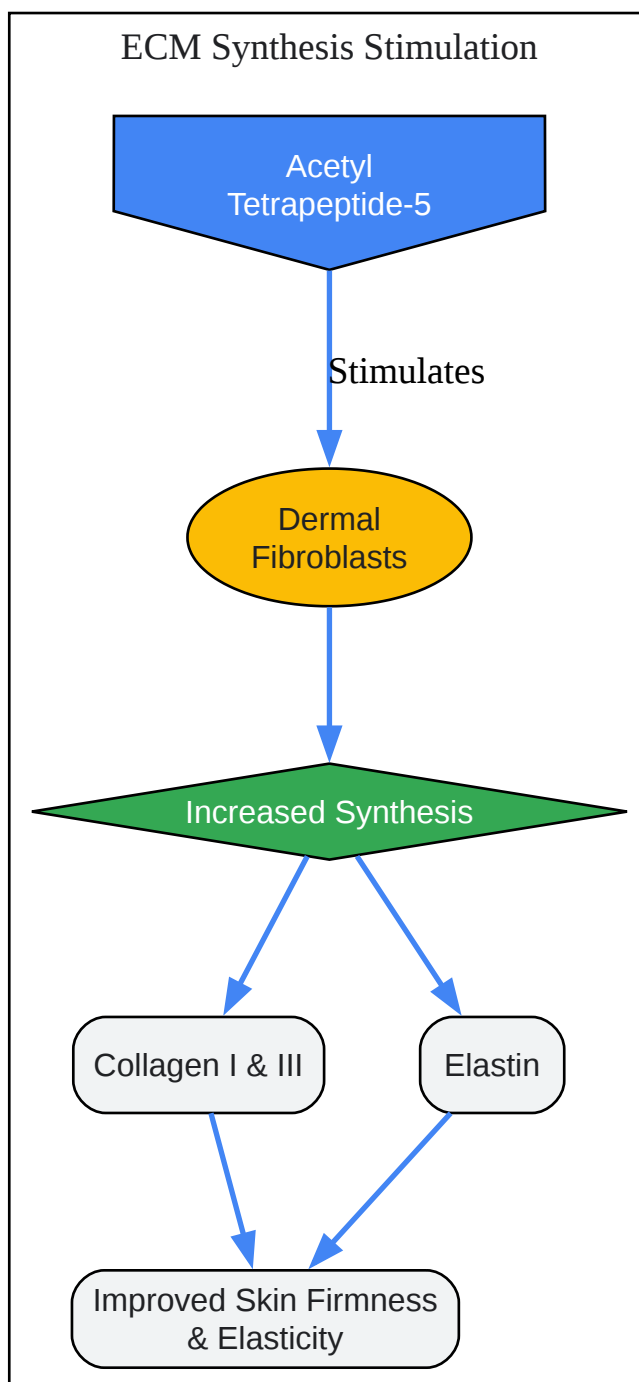 ECM Synthesis Stimulation
Acetyl
Tetrapeptide-5
Stimulates
Dermal
Fibroblasts
Increased Synthesis
Collagen I & III
Elastin
Improved Skin Firmness
& Elasticity